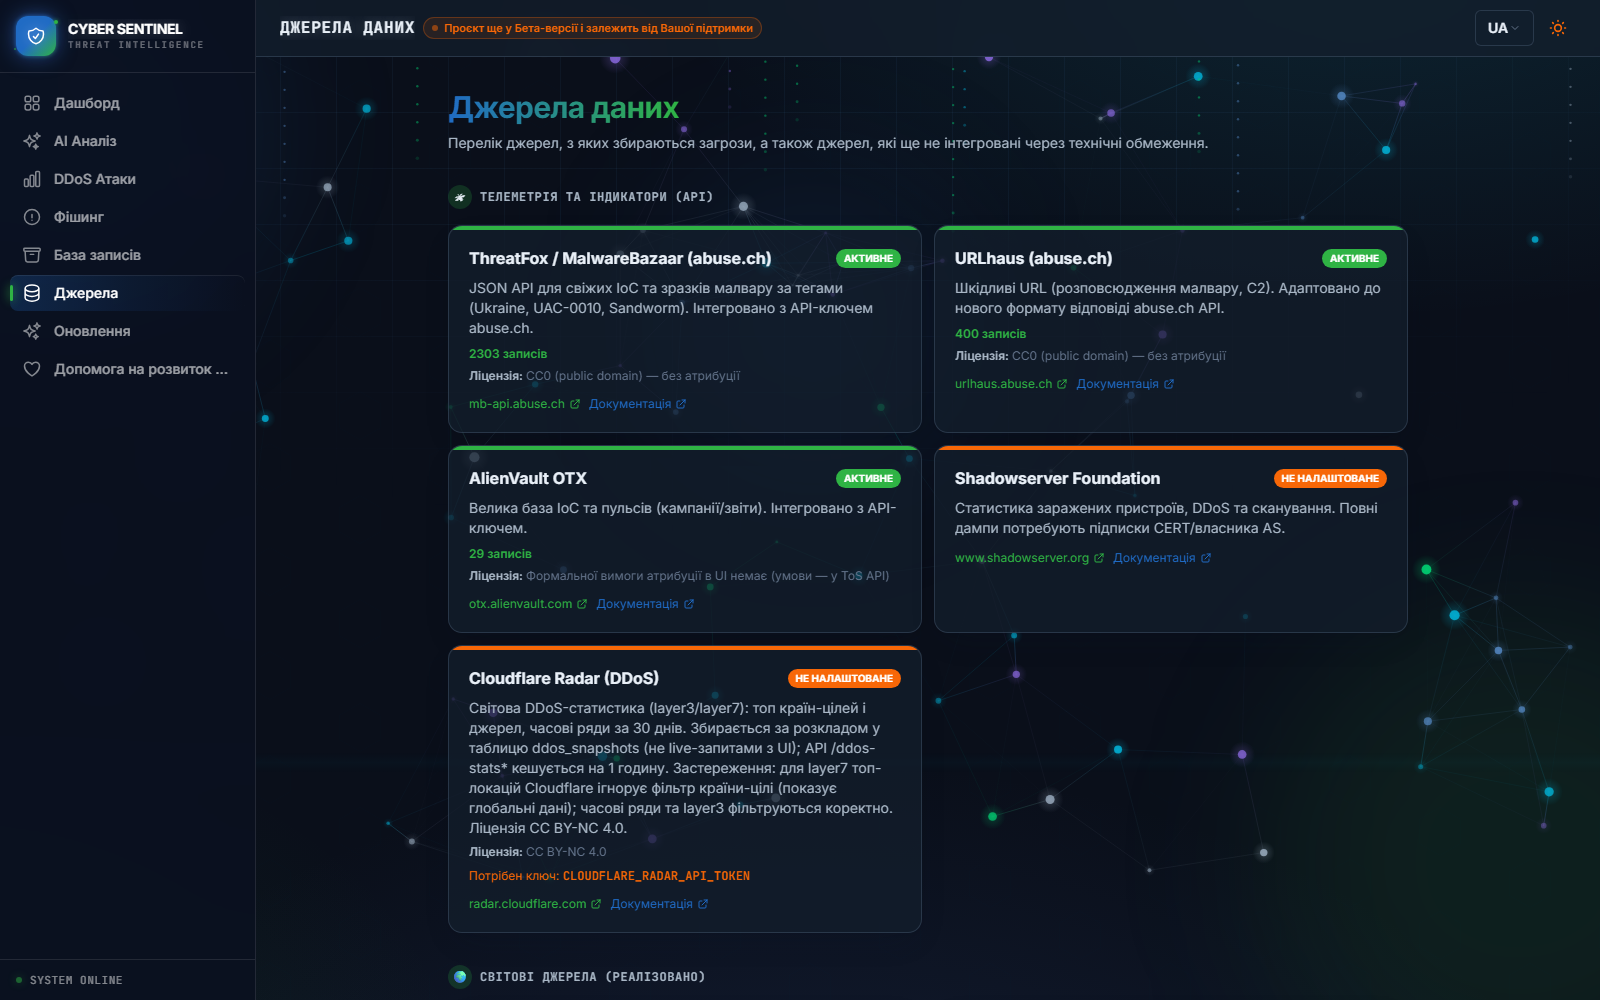 CYBER SENTINEL
THREAT INTELLIGENCE
Дашборд
AI Аналіз
DDoS Атаки
Фішинг
База записів
Джерела
Оновлення
Допомога на розвиток ...
SYSTEM ONLINE
ДЖЕРЕЛА ДАНИХ
Проєкт ще у Бета-версії і залежить від Вашої підтримки
UA
Джерела даних
Перелік джерел, з яких збираються загрози, а також джерел, які ще не інтегровані через технічні обмеження.
ТЕЛЕМЕТРІЯ ТА ІНДИКАТОРИ (API)
ThreatFox / MalwareBazaar (abuse.ch)
АКТИВНЕ
JSON API для свіжих IoC та зразків малвару за тегами
(Ukraine, UAC-0010, Sandworm). Інтегровано з API-ключем
abuse.ch.
2303 записів
Ліцензія: CC0 (public domain) — без атрибуції
mb-api.abuse.ch Документація
URLhaus (abuse.ch)
АКТИВНЕ
Шкідливі URL (розповсюдження малвару, C2). Адаптовано до
нового формату відповіді abuse.ch API.
400 записів
Ліцензія: CC0 (public domain) — без атрибуції
urlhaus.abuse.ch Документація
AlienVault OTX
АКТИВНЕ
Велика база IoC та пульсів (кампанії/звіти). Інтегровано з API-
ключем.
29 записів
Ліцензія: Формальної вимоги атрибуції в UI немає (умови — у ToS API)
otx.alienvault.com Документація
Shadowserver Foundation
НЕ НАЛАШТОВАНЕ
Статистика заражених пристроїв, DDoS та сканування. Повні
дампи потребують підписки CERT/власника AS.
www.shadowserver.org Документація
Cloudflare Radar (DDoS)
НЕ НАЛАШТОВАНЕ
Світова DDoS-статистика (layer3/layer7): топ країн-цілей і
джерел, часові ряди за 30 днів. Збирається за розкладом у
таблицю ddos_snapshots (не live-запитами з UI); API /ddos-
stats* кешується на 1 годину. Застереження: для layer7 топ-
локацій Cloudflare ігнорує фільтр країни-цілі (показує
глобальні дані); часові ряди та layer3 фільтруються коректно.
Ліцензія CC BY-NC 4.0.
Ліцензія: CC BY-NC 4.0
Потрібен ключ: CLOUDFLARE_RADAR_API_TOKEN
radar.cloudflare.com Документація
СВІТОВІ ДЖЕРЕЛА (РЕАЛІЗОВАНО)